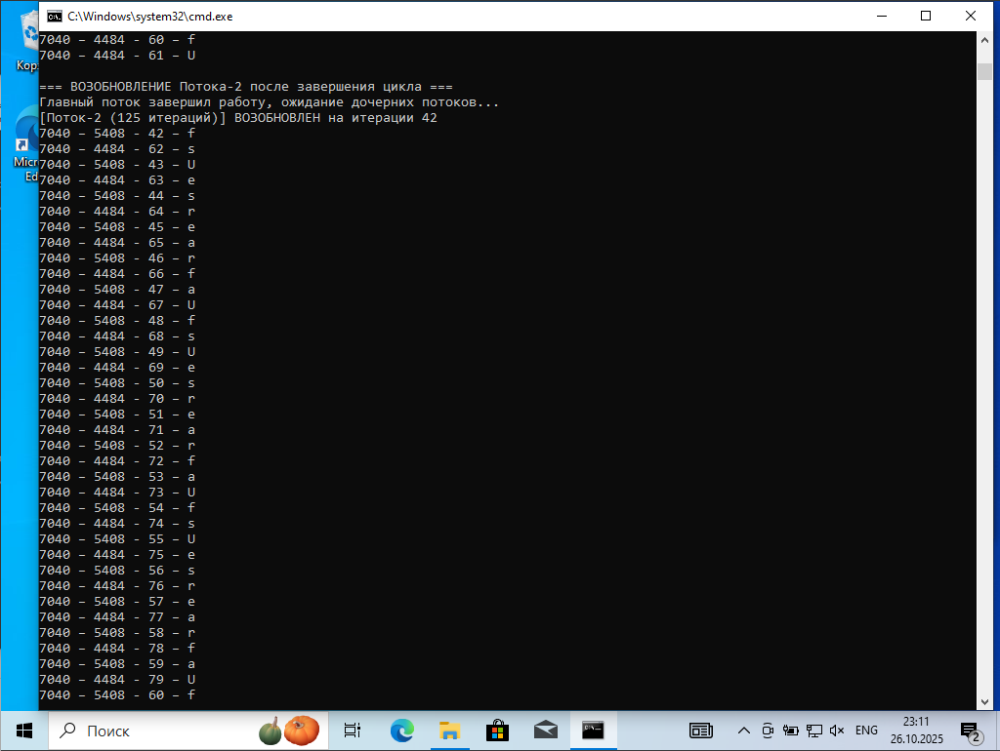 C:\Windows\system32\cmd.exe
7040 – 4484 - 60 – f
7040 – 4484 - 61 – U
=== ВОЗОБНОВЛЕНИЕ Потока-2 после завершения цикла ===
Главный поток завершил работу, ожидание дочерних потоков...
[Поток-2 (125 итераций)] ВОЗОБНОВЛЕН на итерации 42
7040 – 5408 - 42 – f
7040 – 4484 - 62 – s
7040 – 5408 - 43 – U
7040 – 4484 - 63 – e
7040 – 5408 - 44 – s
7040 – 4484 - 64 – r
7040 – 5408 - 45 – e
7040 – 4484 - 65 – a
7040 – 5408 - 46 – r
7040 – 4484 - 66 – f
7040 – 5408 - 47 – a
7040 – 4484 - 67 – U
7040 – 5408 - 48 – f
7040 – 4484 - 68 – s
7040 – 5408 - 49 – U
7040 – 4484 - 69 – e
7040 – 5408 - 50 – s
7040 – 4484 - 70 – r
7040 – 5408 - 51 – e
7040 – 4484 - 71 – a
7040 – 5408 - 52 – r
7040 – 4484 - 72 – f
7040 – 5408 - 53 – a
7040 – 4484 - 73 – U
7040 – 5408 - 54 – f
7040 – 4484 - 74 – s
7040 – 5408 - 55 – U
7040 – 4484 - 75 – e
7040 – 5408 - 56 – s
7040 – 4484 - 76 – r
7040 – 5408 - 57 – e
7040 – 4484 - 77 – a
7040 – 5408 - 58 – r
7040 – 4484 - 78 – f
7040 – 5408 - 59 – a
7040 – 4484 - 79 – U
7040 – 5408 - 60 – f
Кор
Micr
Ed
Поиск
ENG
23:11
26.10.2025
2